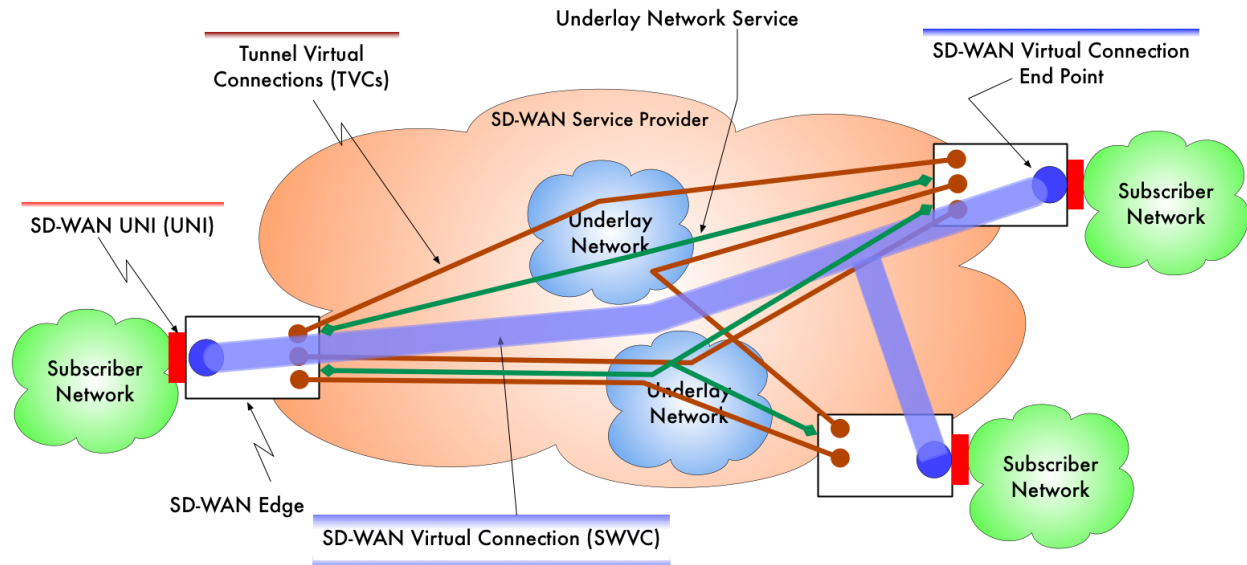 Underlay Network Service
Tunnel Virtual
Connections (TVCs)
SD-WAN Virtual Connection
End Point
SD-WAN Service Provider
Underlay
Network
Subscriber
Network
SD-WAN UNI (UNI)
Subscriber
Network
Underlay
Network
Subscriber
Network
SD-WAN Edge
SD-WAN Virtual Connection (SWVC)